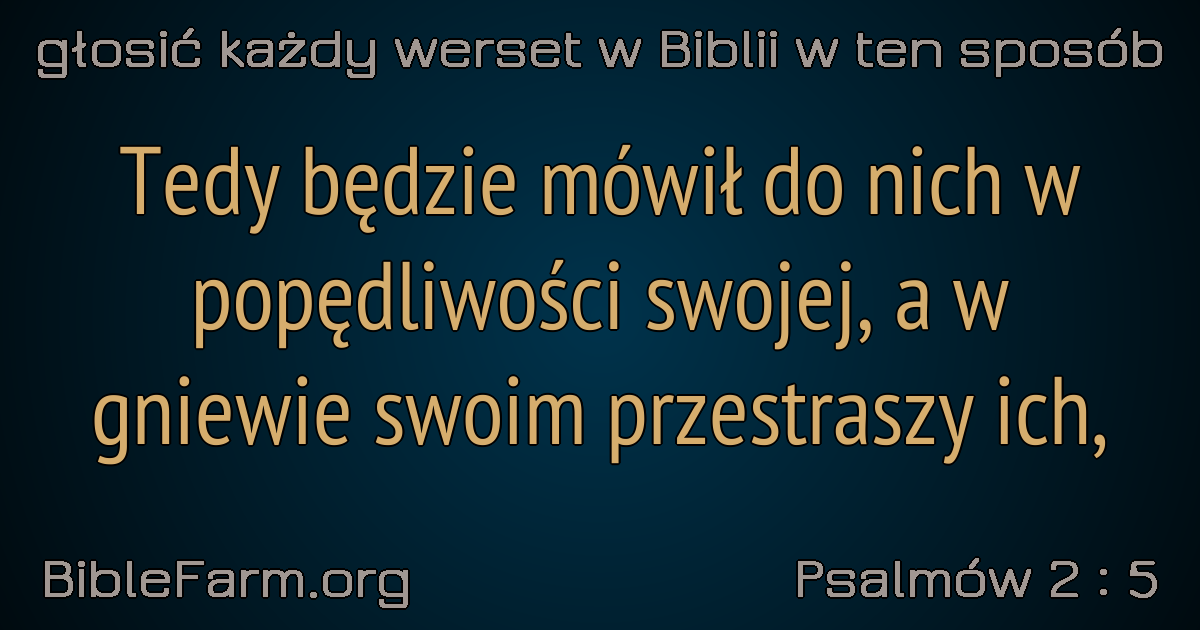 głosić każdy werset w Biblii w ten sposób
Tedy będzie mówił do nich w
popędliwości swojej, a w
gniewie swoim przestraszy ich,
BibleFarm.org
Psalmów 2 : 5